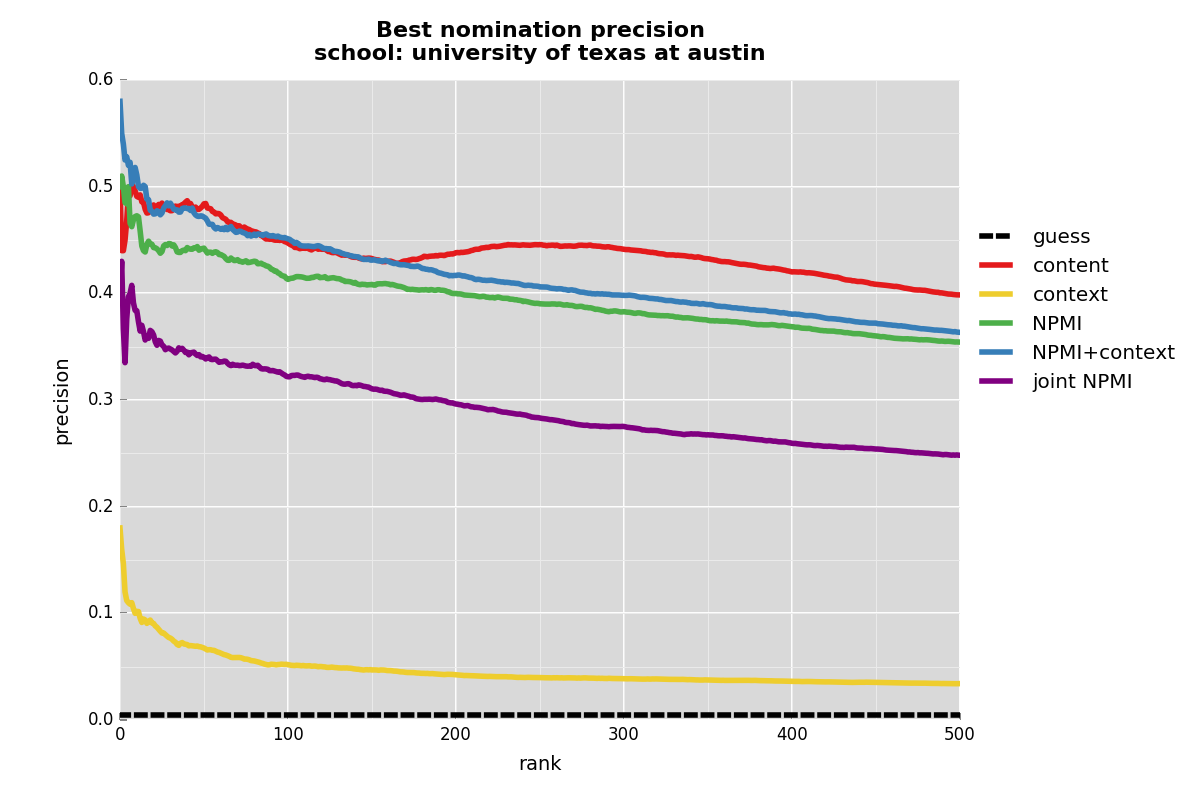 Best nomination precision
school: university of texas at austin
0.6
0.5
0.4
0.3
0.2
0.1
0.0
precision
0
100
200
300
400
500
rank
guess
content
context
NPMI
NPMI+context
joint NPMI